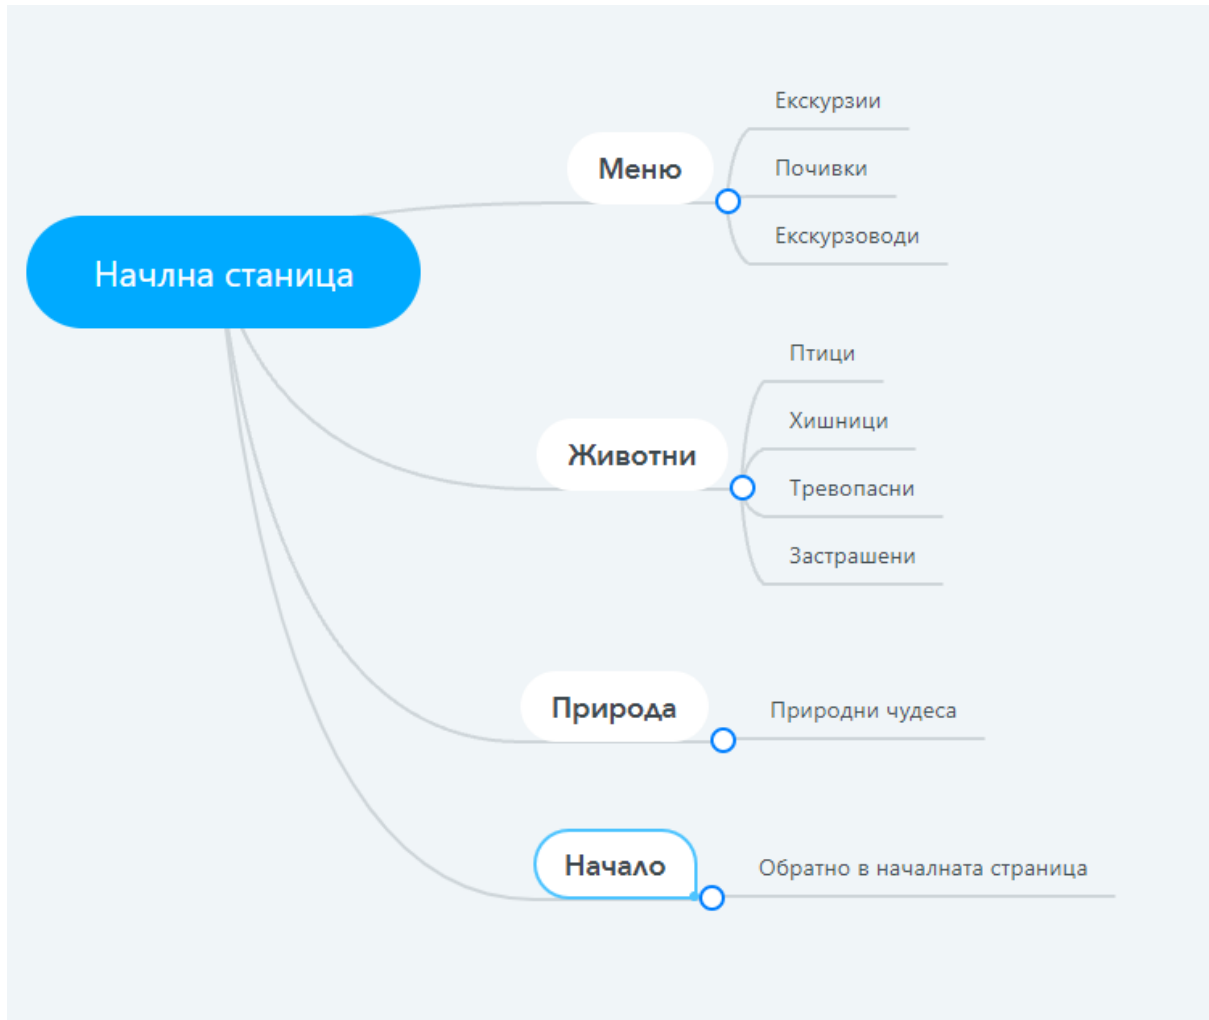 Начлна станица
Меню
Екскурзии
Почивки
Екскурзоводи
Животни
Птици
Хишници
Тревопасни
Застрашени
Природа
Природни чудеса
Начало
Обратно в началната страница